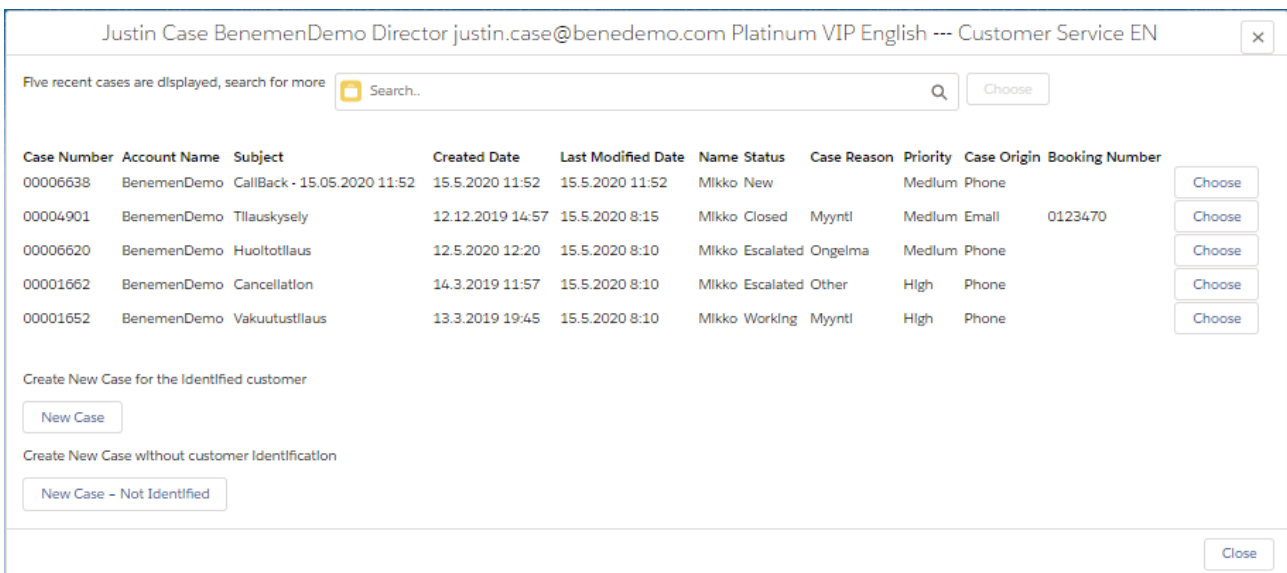 Justin Case BenemenDemo Director justin.case@benedemo.com Platinum VIP English --- Customer Service EN
Five recent cases are displayed, search for more Search.. Choose
Case Number Account Name Subject Created Date Last Modified Date Name Status Case Reason Priority Case Origin Booking Number
00006638 BenemenDemo CallBack - 15.05.2020 11:52 15.5.2020 11:52 15.5.2020 11:52 Mikko New Medium Phone Choose
00004901 BenemenDemo Tilauskysely 12.12.2019 14:57 15.5.2020 8:15 Mikko Closed Myynti Medium Email 0123470 Choose
00006620 BenemenDemo Huoltotilaus 12.5.2020 12:20 15.5.2020 8:10 Mikko Escalated Ongelma Medium Phone Choose
00001662 BenemenDemo Cancellation 14.3.2019 11:57 15.5.2020 8:10 Mikko Escalated Other High Phone Choose
00001652 BenemenDemo Vakuutustilaus 13.3.2019 19:45 15.5.2020 8:10 Mikko Working Myynti High Phone Choose
Create New Case for the identified customer
New Case
Create New Case without customer identification
New Case – Not Identified
Close